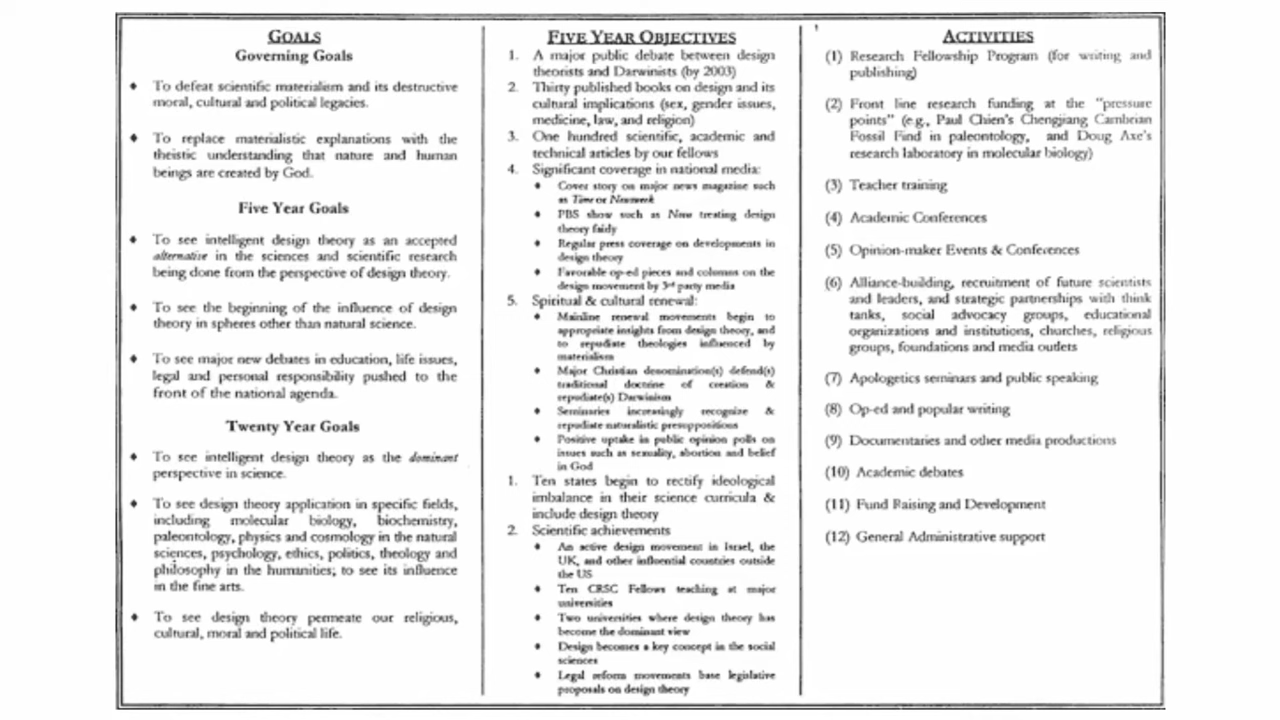 GOALS
Governing Goals
♦ To defeat scientific materialism and its destructive
moral, cultural and political legacies.
♦ To replace materialistic explanations with the
theistic understanding that nature and human
beings are created by God.
Five Year Goals
♦ To see intelligent design theory as an accepted
alternative in the sciences and scientific research
being done from the perspective of design theory.
♦ To see the beginning of the influence of design
theory in spheres other than natural science.
♦ To see major new debates in education, life issues,
legal and personal responsibility pushed to the
front of the national agenda.
Twenty Year Goals
♦ To see intelligent design theory as the dominant
perspective in science.
♦ To see design theory application in specific fields,
including molecular biology, biochemistry,
paleontology, physics and cosmology in the natural
sciences, psychology, ethics, politics, theology and
philosophy in the humanities; to see its influence
in the fine arts.
♦ To see design theory permeate our religious,
cultural, moral and political life.
FIVE YEAR OBJECTIVES
1. A major public debate between design
theorists and Darwinists (by 2003)
2. Thirty published books on design and its
cultural implications (sex, gender issues,
medicine, law, and religion)
3. One hundred scientific, academic and
technical articles by our fellows
4. Significant coverage in national media:
♦ Cover story on major news magazine such
as Time or Newsweek
♦ PBS show such as Nova treating design
theory fairly
♦ Regular press coverage on developments in
design theory
♦ Favorable op-ed pieces and columns on the
design movement by 3rd party media
5. Spiritual & cultural renewal:
♦ Mainline renewal movements begin to
appropriate insights from design theory, and
to repudiate theologies influenced by
materialism
♦ Major Christian denomination(s) defend(s)
traditional doctrine of creation &
repudiate(s) Darwinism
♦ Seminaries increasingly recognize &
repudiate naturalistic presuppositions
♦ Positive uptake in public opinion polls on
issues such as sexuality, abortion and belief
in God
1. Ten states begin to rectify ideological
imbalance in their science curricula &
include design theory
2. Scientific achievements
♦ An active design movement in Israel, the
UK, and other influential countries outside
the US
♦ Ten CRSC Fellows teaching at major
universities
♦ Two universities where design theory has
become the dominant view
♦ Design becomes a key concept in the social
sciences
♦ Legal reform movements base legislative
proposals on design theory
ACTIVITIES
(1) Research Fellowship Program (for writing and
publishing)
(2) Front line research funding at the "pressure
points" (e.g., Paul Chien's Chengjiang Cambrian
Fossil Find in paleontology, and Doug Axe's
research laboratory in molecular biology)
(3) Teacher training
(4) Academic Conferences
(5) Opinion-maker Events & Conferences
(6) Alliance-building, recruitment of future scientists
and leaders, and strategic partnerships with think
tanks, social advocacy groups, educational
organizations and institutions, churches, religious
groups, foundations and media outlets
(7) Apologetics seminars and public speaking
(8) Op-ed and popular writing
(9) Documentaries and other media productions
(10) Academic debates
(11) Fund Raising and Development
(12) General Administrative support